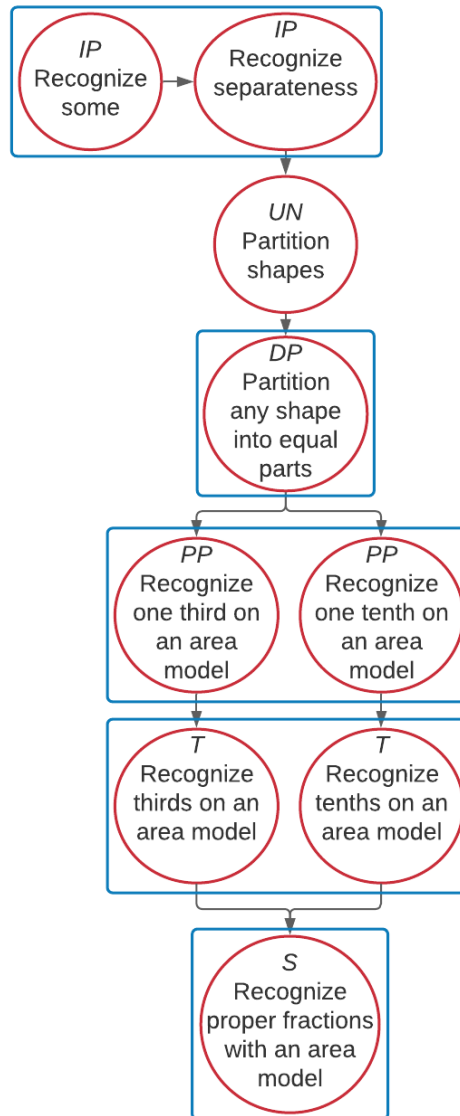 IP
Recognize
some
IP
Recognize
separateness
UN
Partition
shapes
DP
Partition
any shape
into equal
parts
PP
Recognize
one third on
an area
model
PP
Recognize
one tenth on
an area
model
T
Recognize
thirds on an
area model
T
Recognize
tenths on an
area model
S
Recognize
proper fractions
with an area
model